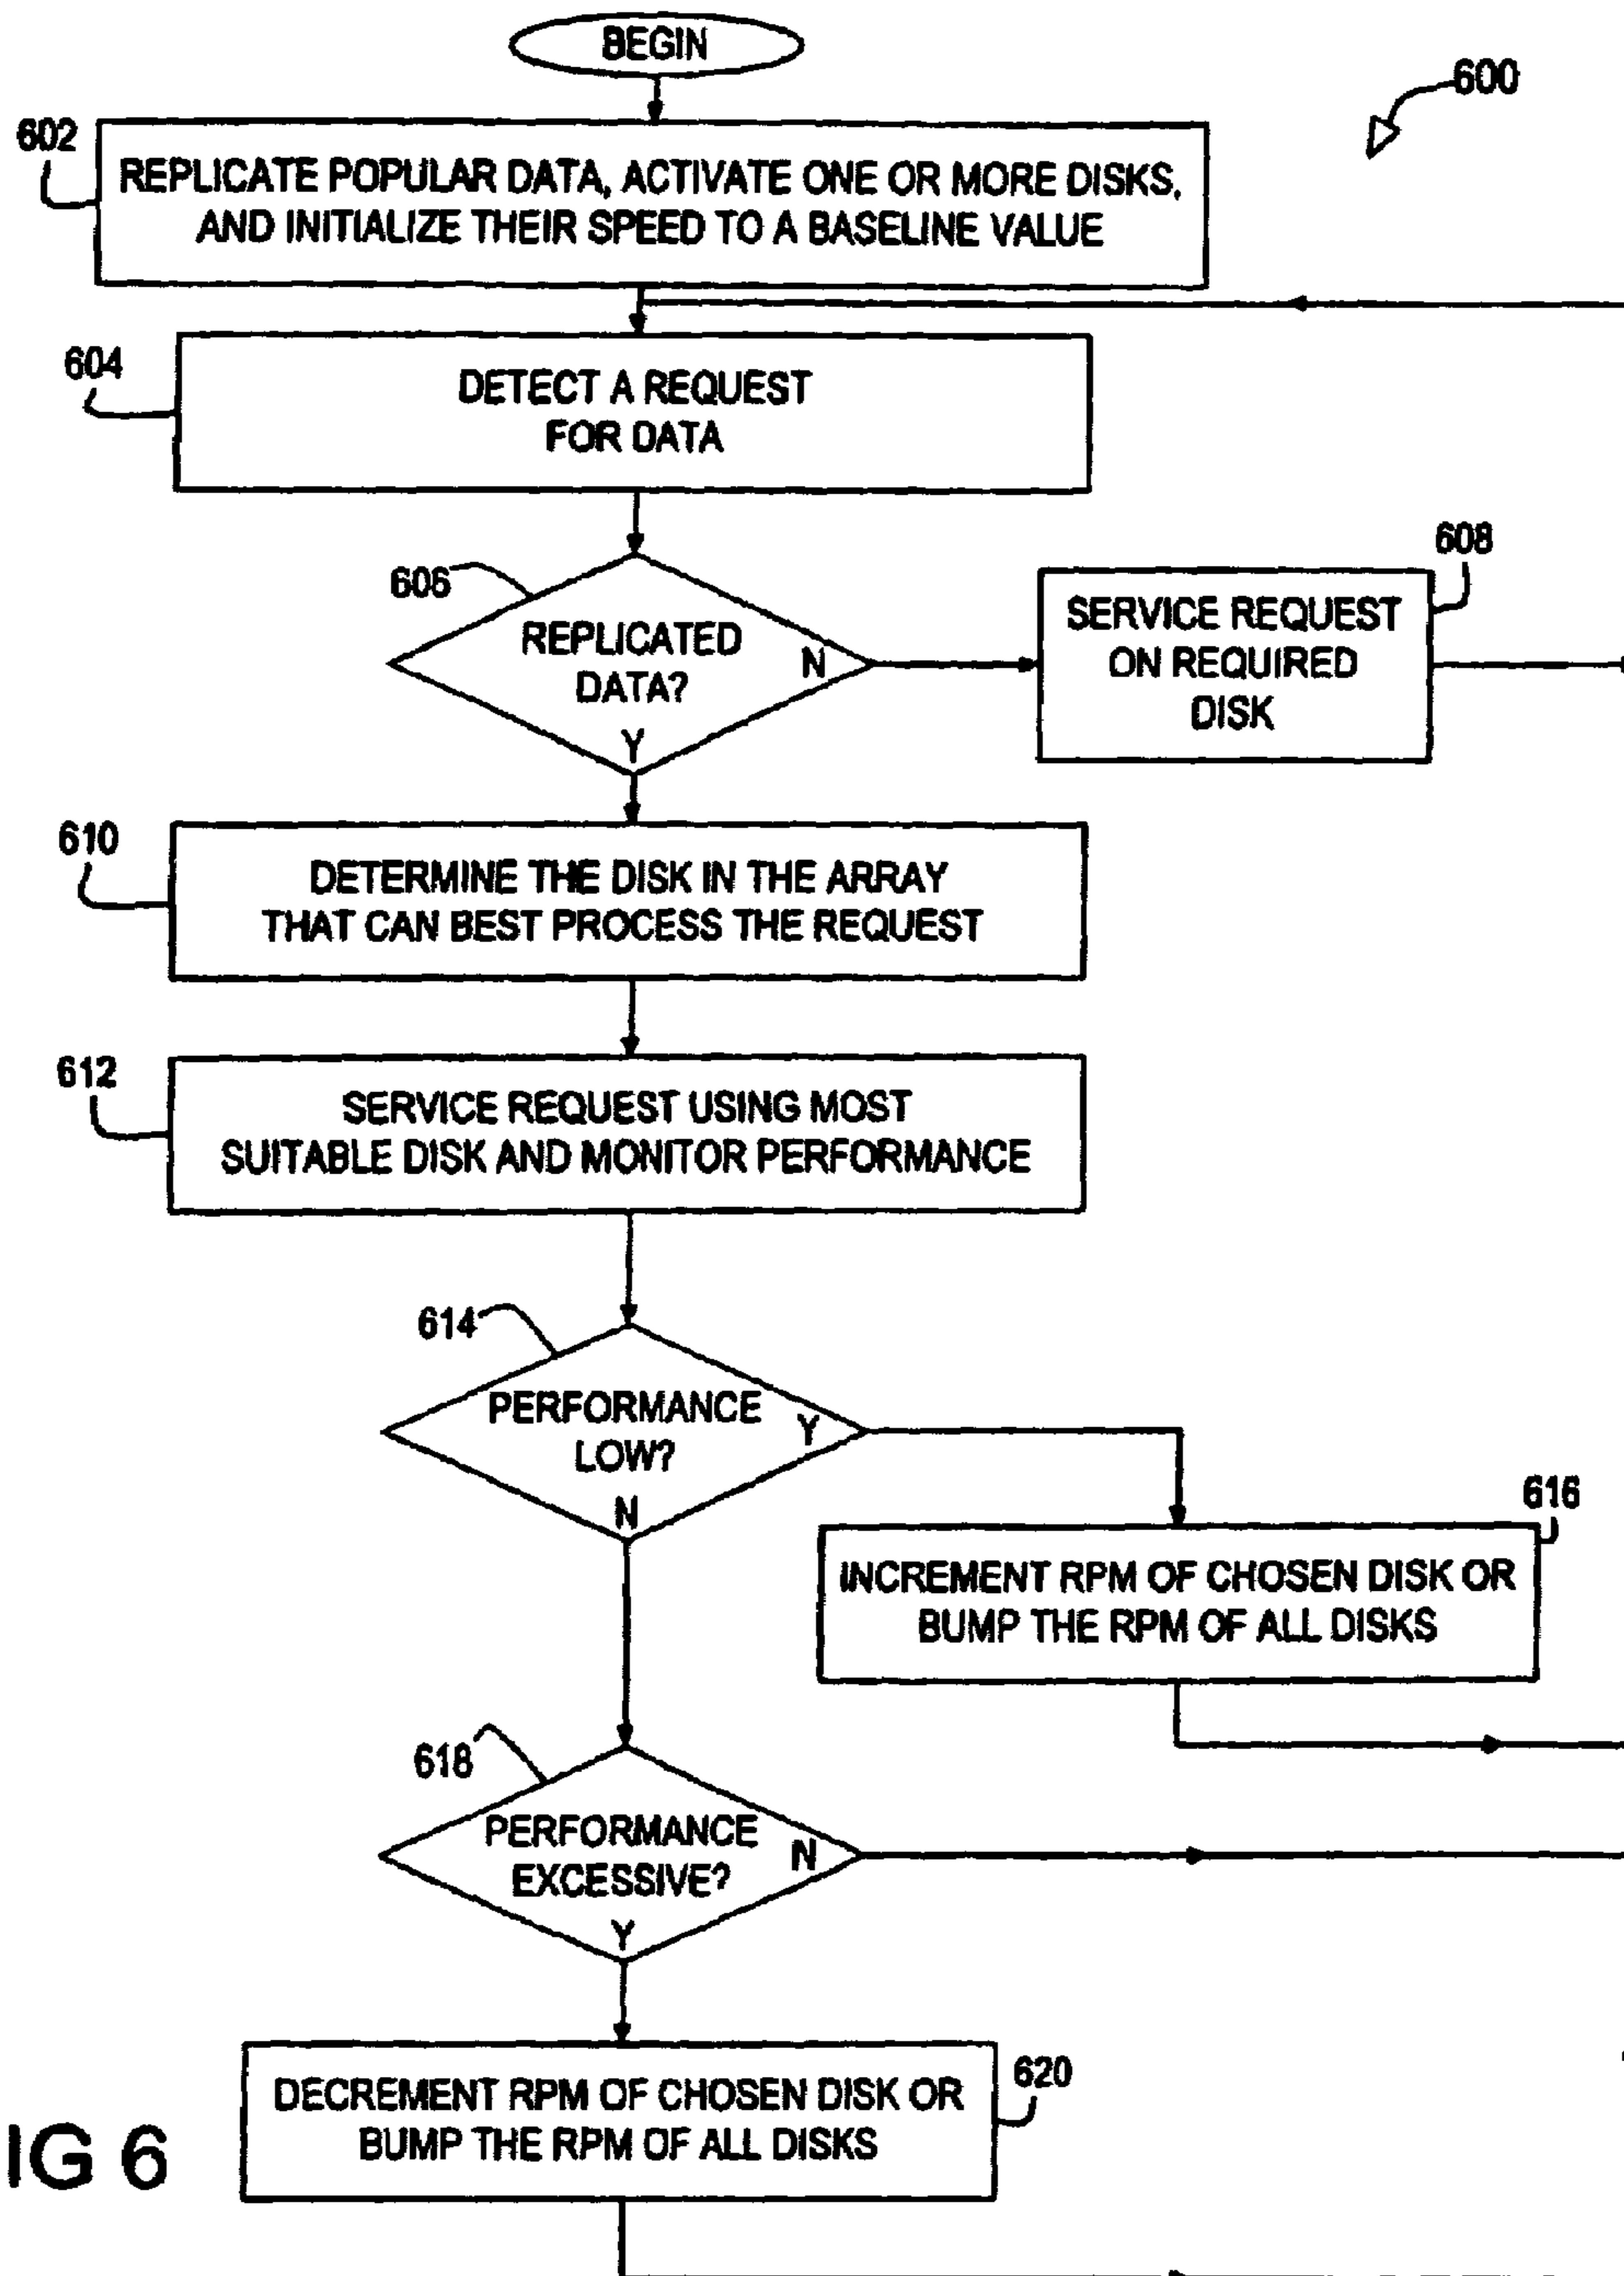 BEGIN
600
602
REPLICATE POPULAR DATA, ACTIVATE ONE OR MORE DISKS,
AND INITIALIZE THEIR SPEED TO A BASELINE VALUE
604
DETECT A REQUEST
FOR DATA
606
REPLICATED
DATA?
N
Y
608
SERVICE REQUEST
ON REQUIRED
DISK
610
DETERMINE THE DISK IN THE ARRAY
THAT CAN BEST PROCESS THE REQUEST
612
SERVICE REQUEST USING MOST
SUITABLE DISK AND MONITOR PERFORMANCE
614
PERFORMANCE
LOW?
Y
N
616
INCREMENT RPM OF CHOSEN DISK OR
BUMP THE RPM OF ALL DISKS
618
PERFORMANCE
EXCESSIVE?
N
Y
620
DECREMENT RPM OF CHOSEN DISK OR
BUMP THE RPM OF ALL DISKS
IG 6